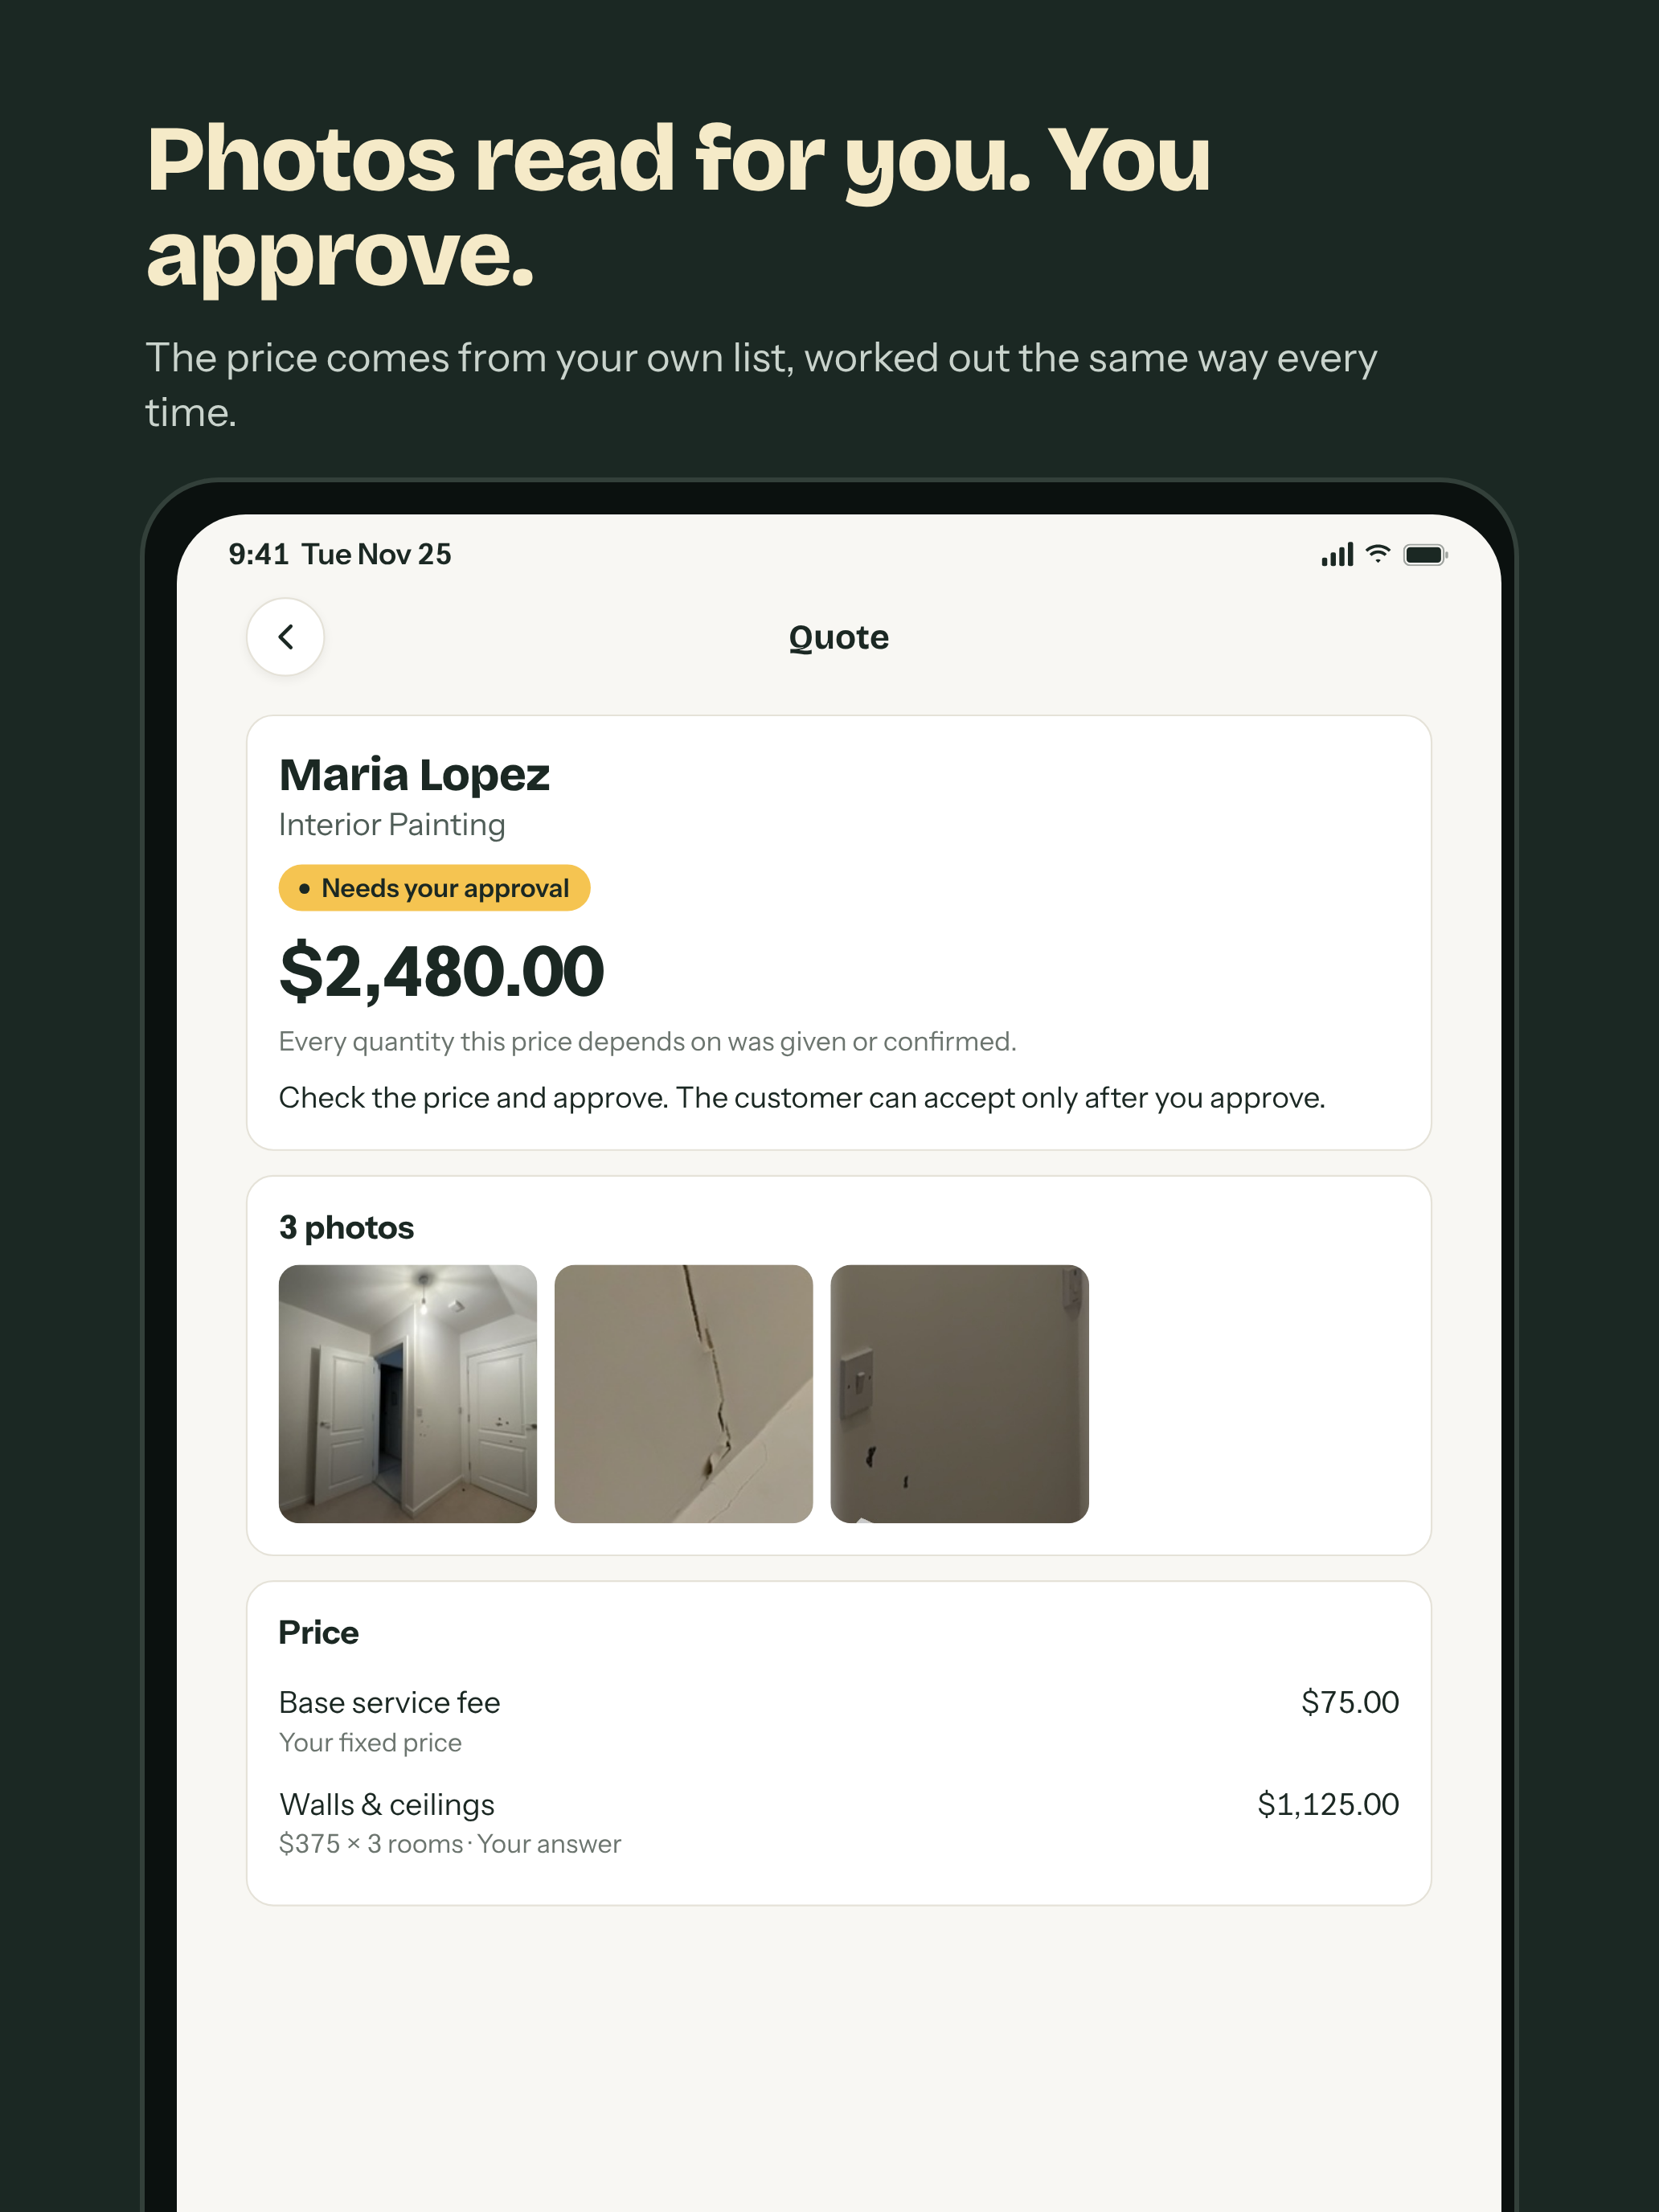 Photos read for you. You
approve.
The price comes from your own list, worked out the same way every
time.
9:41 Tue Nov 25
Quote
Maria Lopez
Interior Painting
Needs your approval
$2,480.00
Every quantity this price depends on was given or confirmed.
Check the price and approve. The customer can accept only after you approve.
3 photos
Price
Base service fee $75.00
Your fixed price
Walls & ceilings $1,125.00
$375 × 3 rooms · Your answer